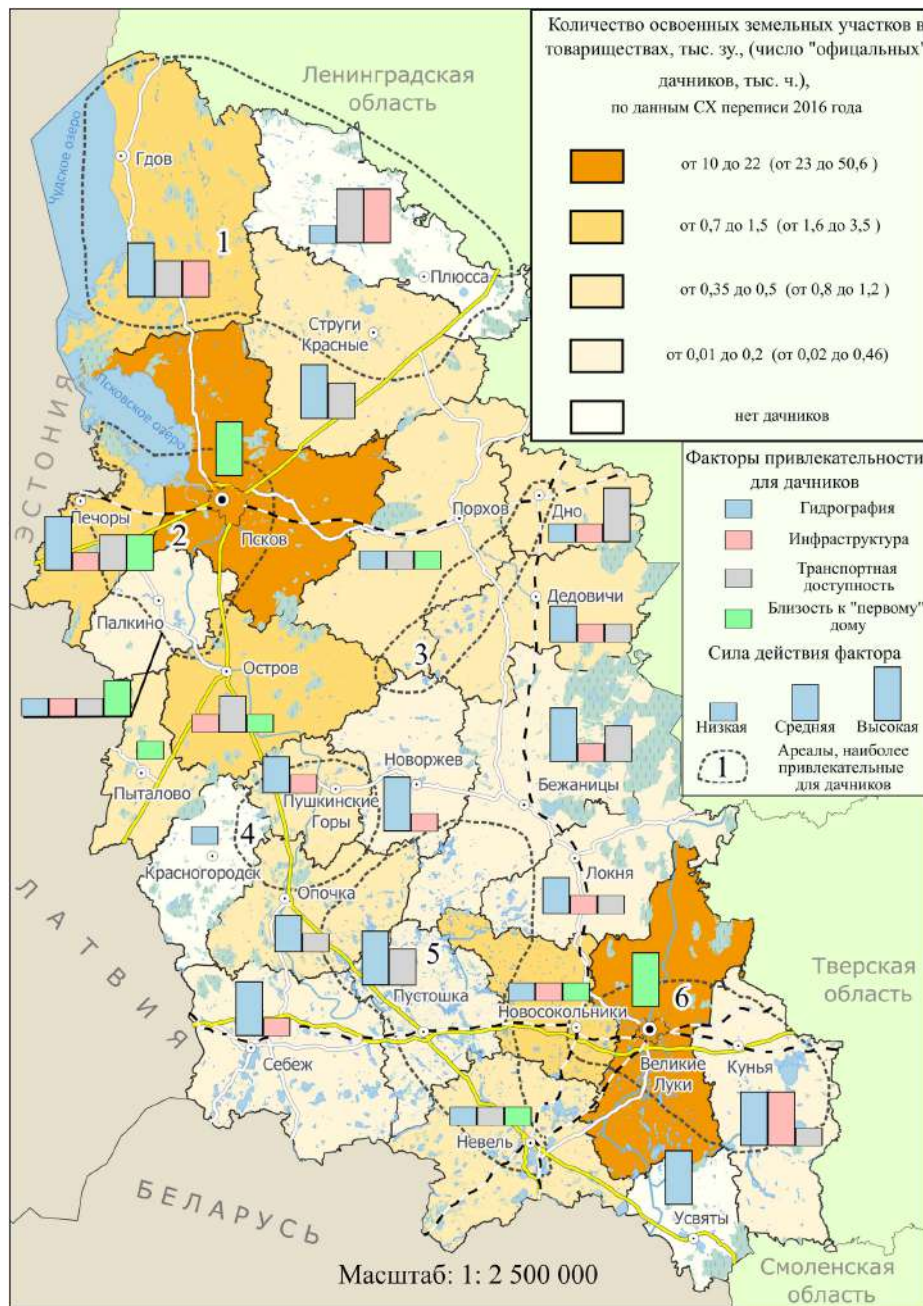 Количество освоенных земельных участков в
товариществах, тыс. зу., (число "офицальных"
дачников, тыс. ч.),
по данным СХ переписи 2016 года
от 10 до 22 (от 23 до 50,6 )
от 0,7 до 1,5 (от 1,6 до 3,5 )
от 0,35 до 0,5 (от 0,8 до 1,2 )
от 0,01 до 0,2 (от 0,02 до 0,46)
нет дачников
Факторы привлекательности
для дачников
Гидрография
Инфраструктура
Транспортная
доступность
Близость к "первому"
дому
Сила действия фактора
Низкая
Средняя
Высокая
1
Ареалы, наиболее
привлекательные
для дачников
Ленинградская
область
Чудское озеро
Гдов
1
Плюсса
Струги
Красные
Псковское озеро
ЭСТОНИЯ
Печоры
2
Псков
Порхов
Дно
Палкино
Дедовичи
Остров
3
Пыталово
Новоржев
Пушкинские
Горы
Бежаницы
4
Красногородск
Локня
Опочка
ЛАТВИЯ
5
Пустошка
Тверская
область
6
Новосокольники
Себеж
Великие
Луки
Кунья
Невель
БЕЛАРУСЬ
Усвяты
Смоленская
область
Масштаб: 1: 2 500 000